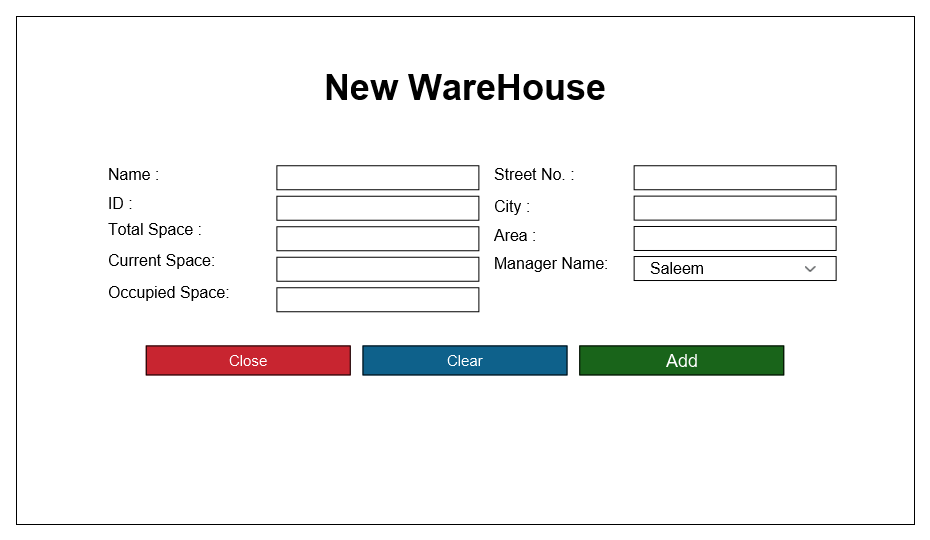 New WareHouse
Name :
ID :
Total Space :
Current Space:
Occupied Space:
Street No. :
City :
Area :
Manager Name: Saleem
Close Clear Add